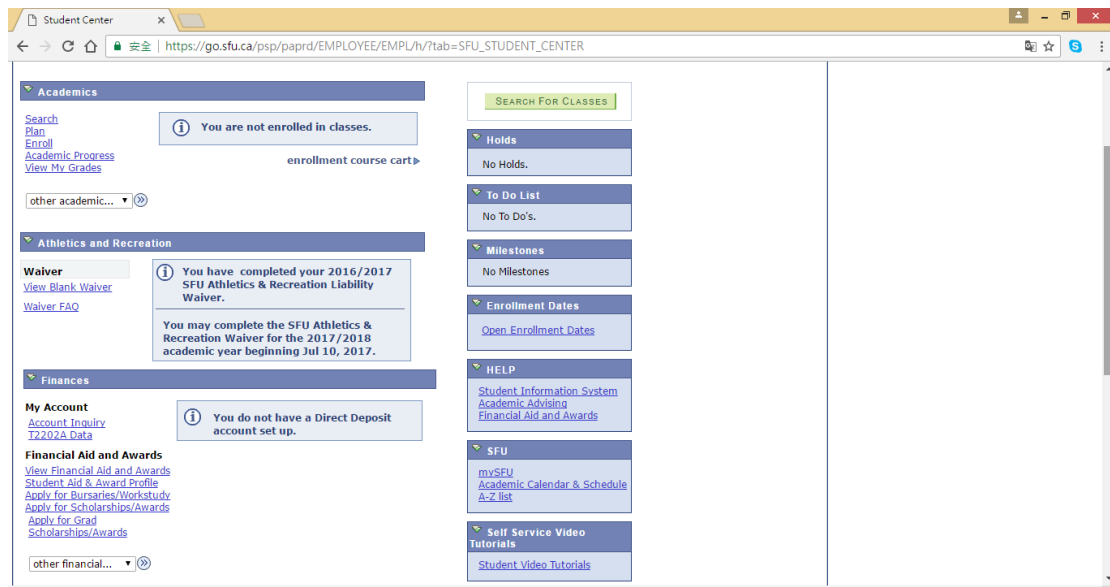 Student Center
安全
https://go.sfu.ca/psp/paprd/EMPLOYEE/EMPL/h/?tab=SFU_STUDENT_CENTER
Academics
Search
Plan
Enroll
Academic Progress
View My Grades
You are not enrolled in classes.
enrollment course cart
other academic...
Athletics and Recreation
Waiver
View Blank Waiver
Waiver FAQ
You have completed your 2016/2017
SFU Athletics & Recreation Liability
Waiver.
You may complete the SFU Athletics &
Recreation Waiver for the 2017/2018
academic year beginning Jul 10, 2017.
Finances
My Account
Account Inquiry
T2202A Data
You do not have a Direct Deposit
account set up.
Financial Aid and Awards
View Financial Aid and Awards
Student Aid & Award Profile
Apply for Bursaries/Workstudy
Apply for Scholarships/Awards
Apply for Grad
Scholarships/Awards
other financial...
SEARCH FOR CLASSES
Holds
No Holds.
To Do List
No To Do's.
Milestones
No Milestones
Enrollment Dates
Open Enrollment Dates
HELP
Student Information System
Academic Advising
Financial Aid and Awards
SFU
mySFU
Academic Calendar & Schedule
A-Z list
Self Service Video
Tutorials
Student Video Tutorials